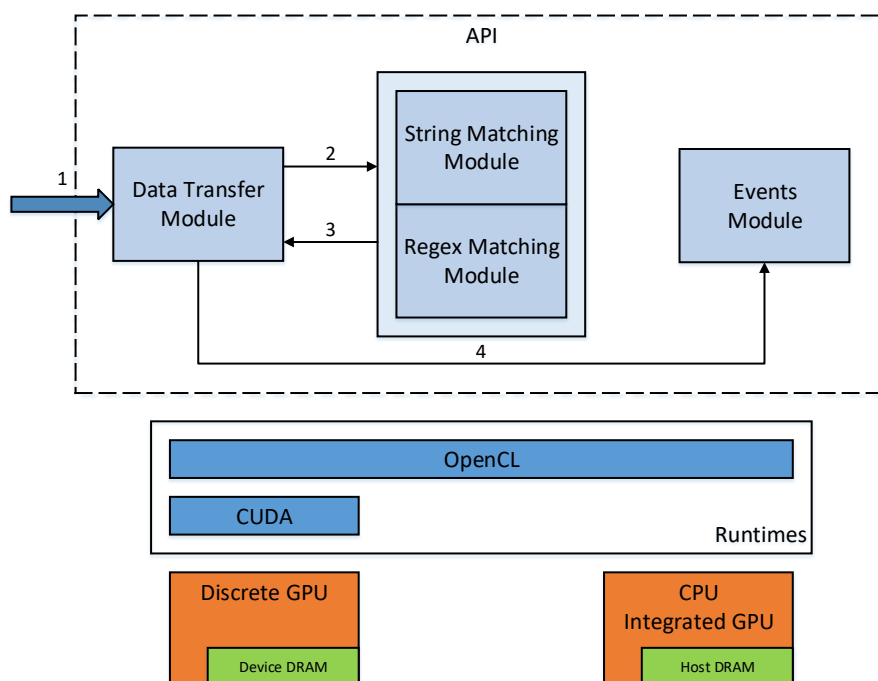 API
String Matching
Module
2
1
Data Transfer
Module
Events
Module
3
Regex Matching
Module
4
OpenCL
CUDA
Runtimes
Discrete GPU
CPU
Integrated GPU
Device DRAM
Host DRAM